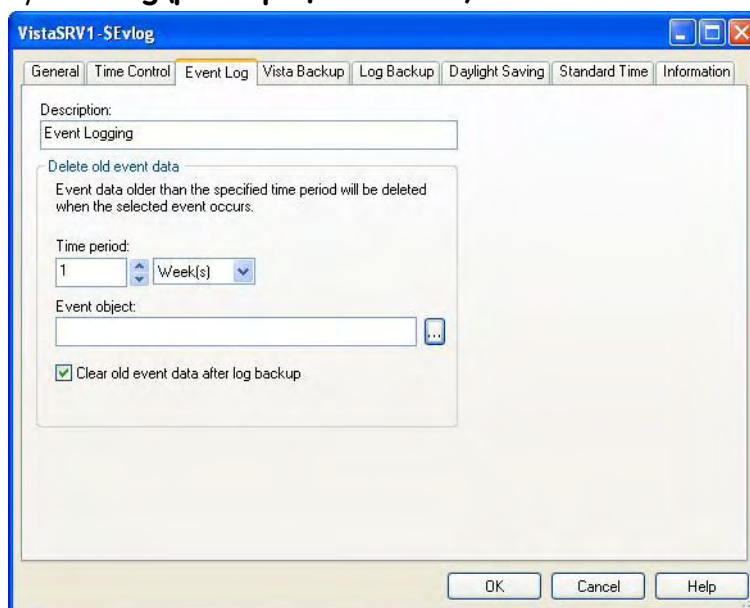 VistaSRV1-$Evlog
General Time Control Event Log Vista Backup Log Backup Daylight Saving Standard Time Information
Description:
Event Logging
Delete old event data
Event data older than the specified time period will be deleted
when the selected event occurs.
Time period:
1 Week(s)
Event object:
...
Clear old event data after log backup
OK Cancel Help